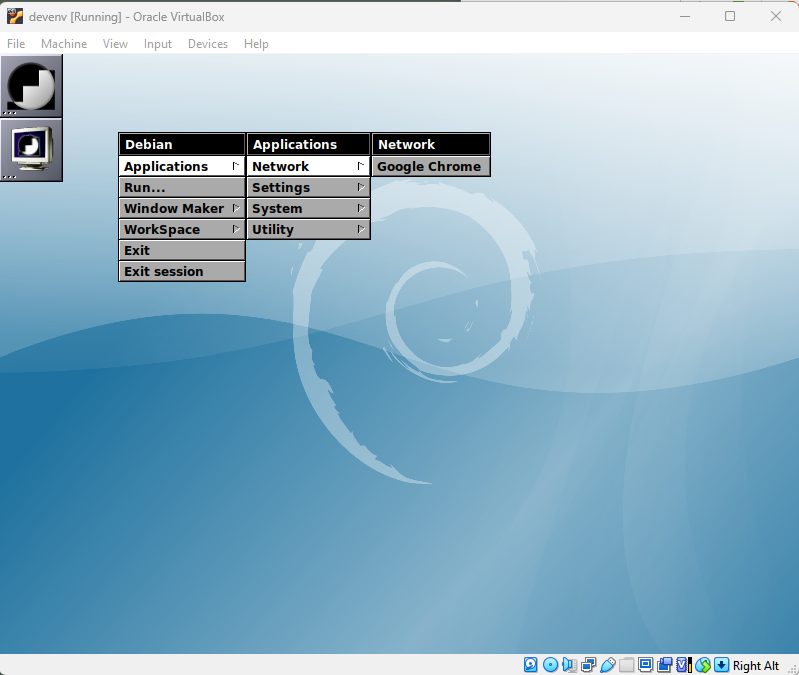 devenv [Running] - Oracle VirtualBox
File Machine View Input Devices Help
Debian Applications Network
Applications Network Google Chrome
Run... Settings
Window Maker System
WorkSpace Utility
Exit
Exit session
Right Alt